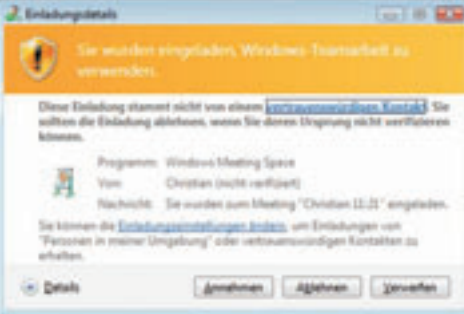 Einladungsdetails
Sie wurden eingeladen, Windows-Teamarbeit zu
verwenden.
Diese Einladung stammt nicht von einem vertrauenswürdigen Kontakt. Sie
sollten die Einladung ablehnen, wenn Sie deren Ursprung nicht verifizieren
können.
Programm: Windows Meeting Space
Von: Christian (nicht verifiziert)
Nachricht: Sie wurden zum Meeting "Christian 11:21" eingeladen.
Sie können die Einladungseinstellungen ändern, um Einladungen von
"Personen in meiner Umgebung" oder vertrauenswürdigen Kontakten zu
erhalten.
Details
Annehmen
Ablehnen
Verwerfen